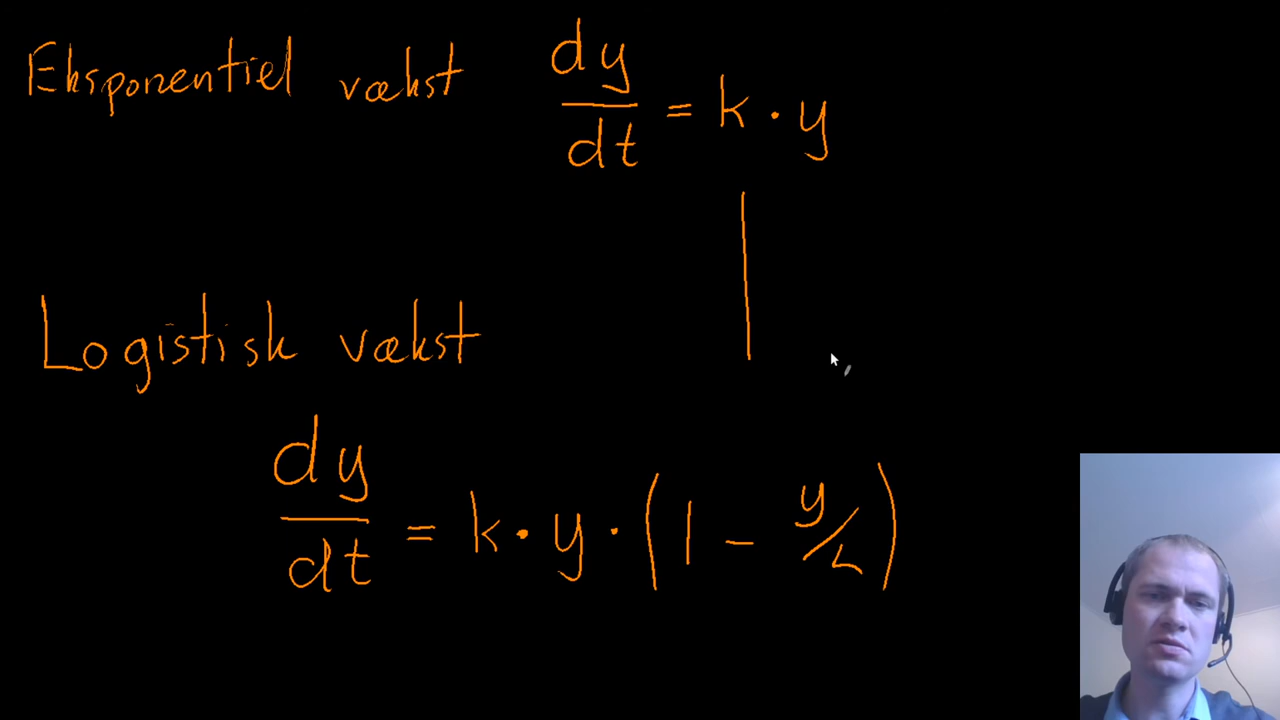 Eksponentiel vækst dy/dt = k · y
Logistisk vækst
dy/dt = k · y · (1 - y/L)